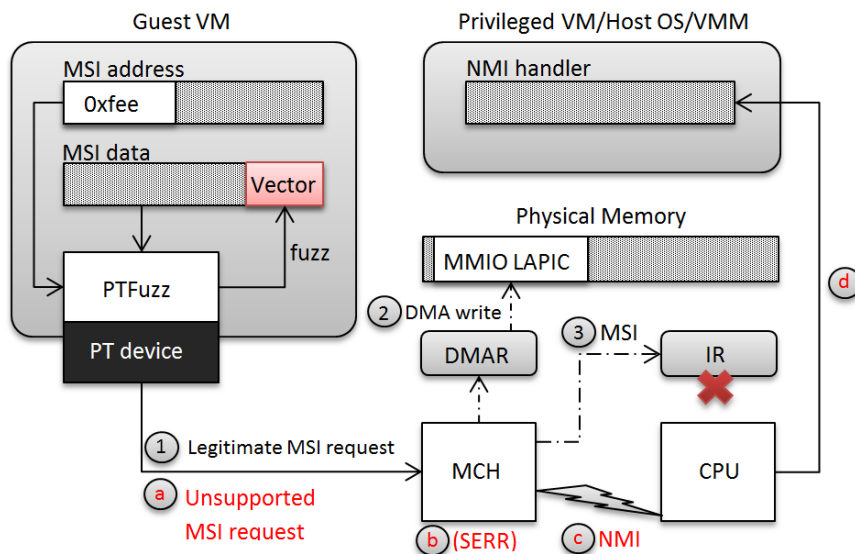 Guest VM
MSI address
0xfee
MSI data
Vector
fuzz
PTFuzz
PT device
Privileged VM/Host OS/VMM
NMI handler
Physical Memory
MMIO LAPIC
d
2 DMA write
3 MSI
DMAR
IR
1 Legitimate MSI request
MCH
CPU
a Unsupported
MSI request
b (SERR)
c NMI